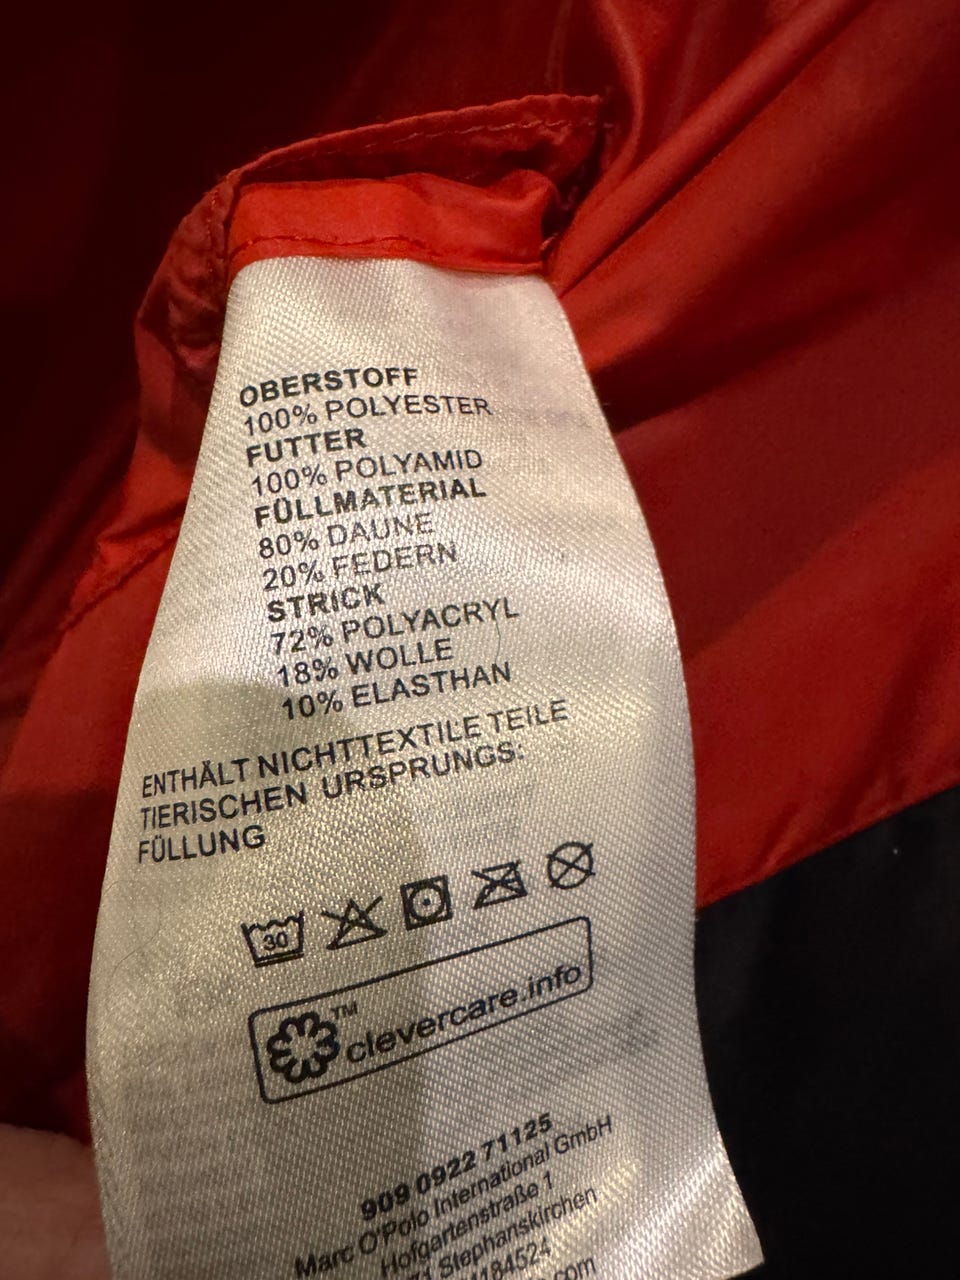 OBERSTOFF
100% POLYESTER
FUTTER
100% POLYAMID
FÜLLMATERIAL
80% DAUNE
20% FEDERN
STRICK
72% POLYACRYL
18% WOLLE
10% ELASTHAN
ENTHÄLT NICHTTEXTILE TEILE
TIERISCHEN URSPRUNGS:
FÜLLUNG
30
TM
clevercare.info
909 0922 71125
Marc O'Polo International GmbH
Hofgartenstraße 1
Stephanskirchen